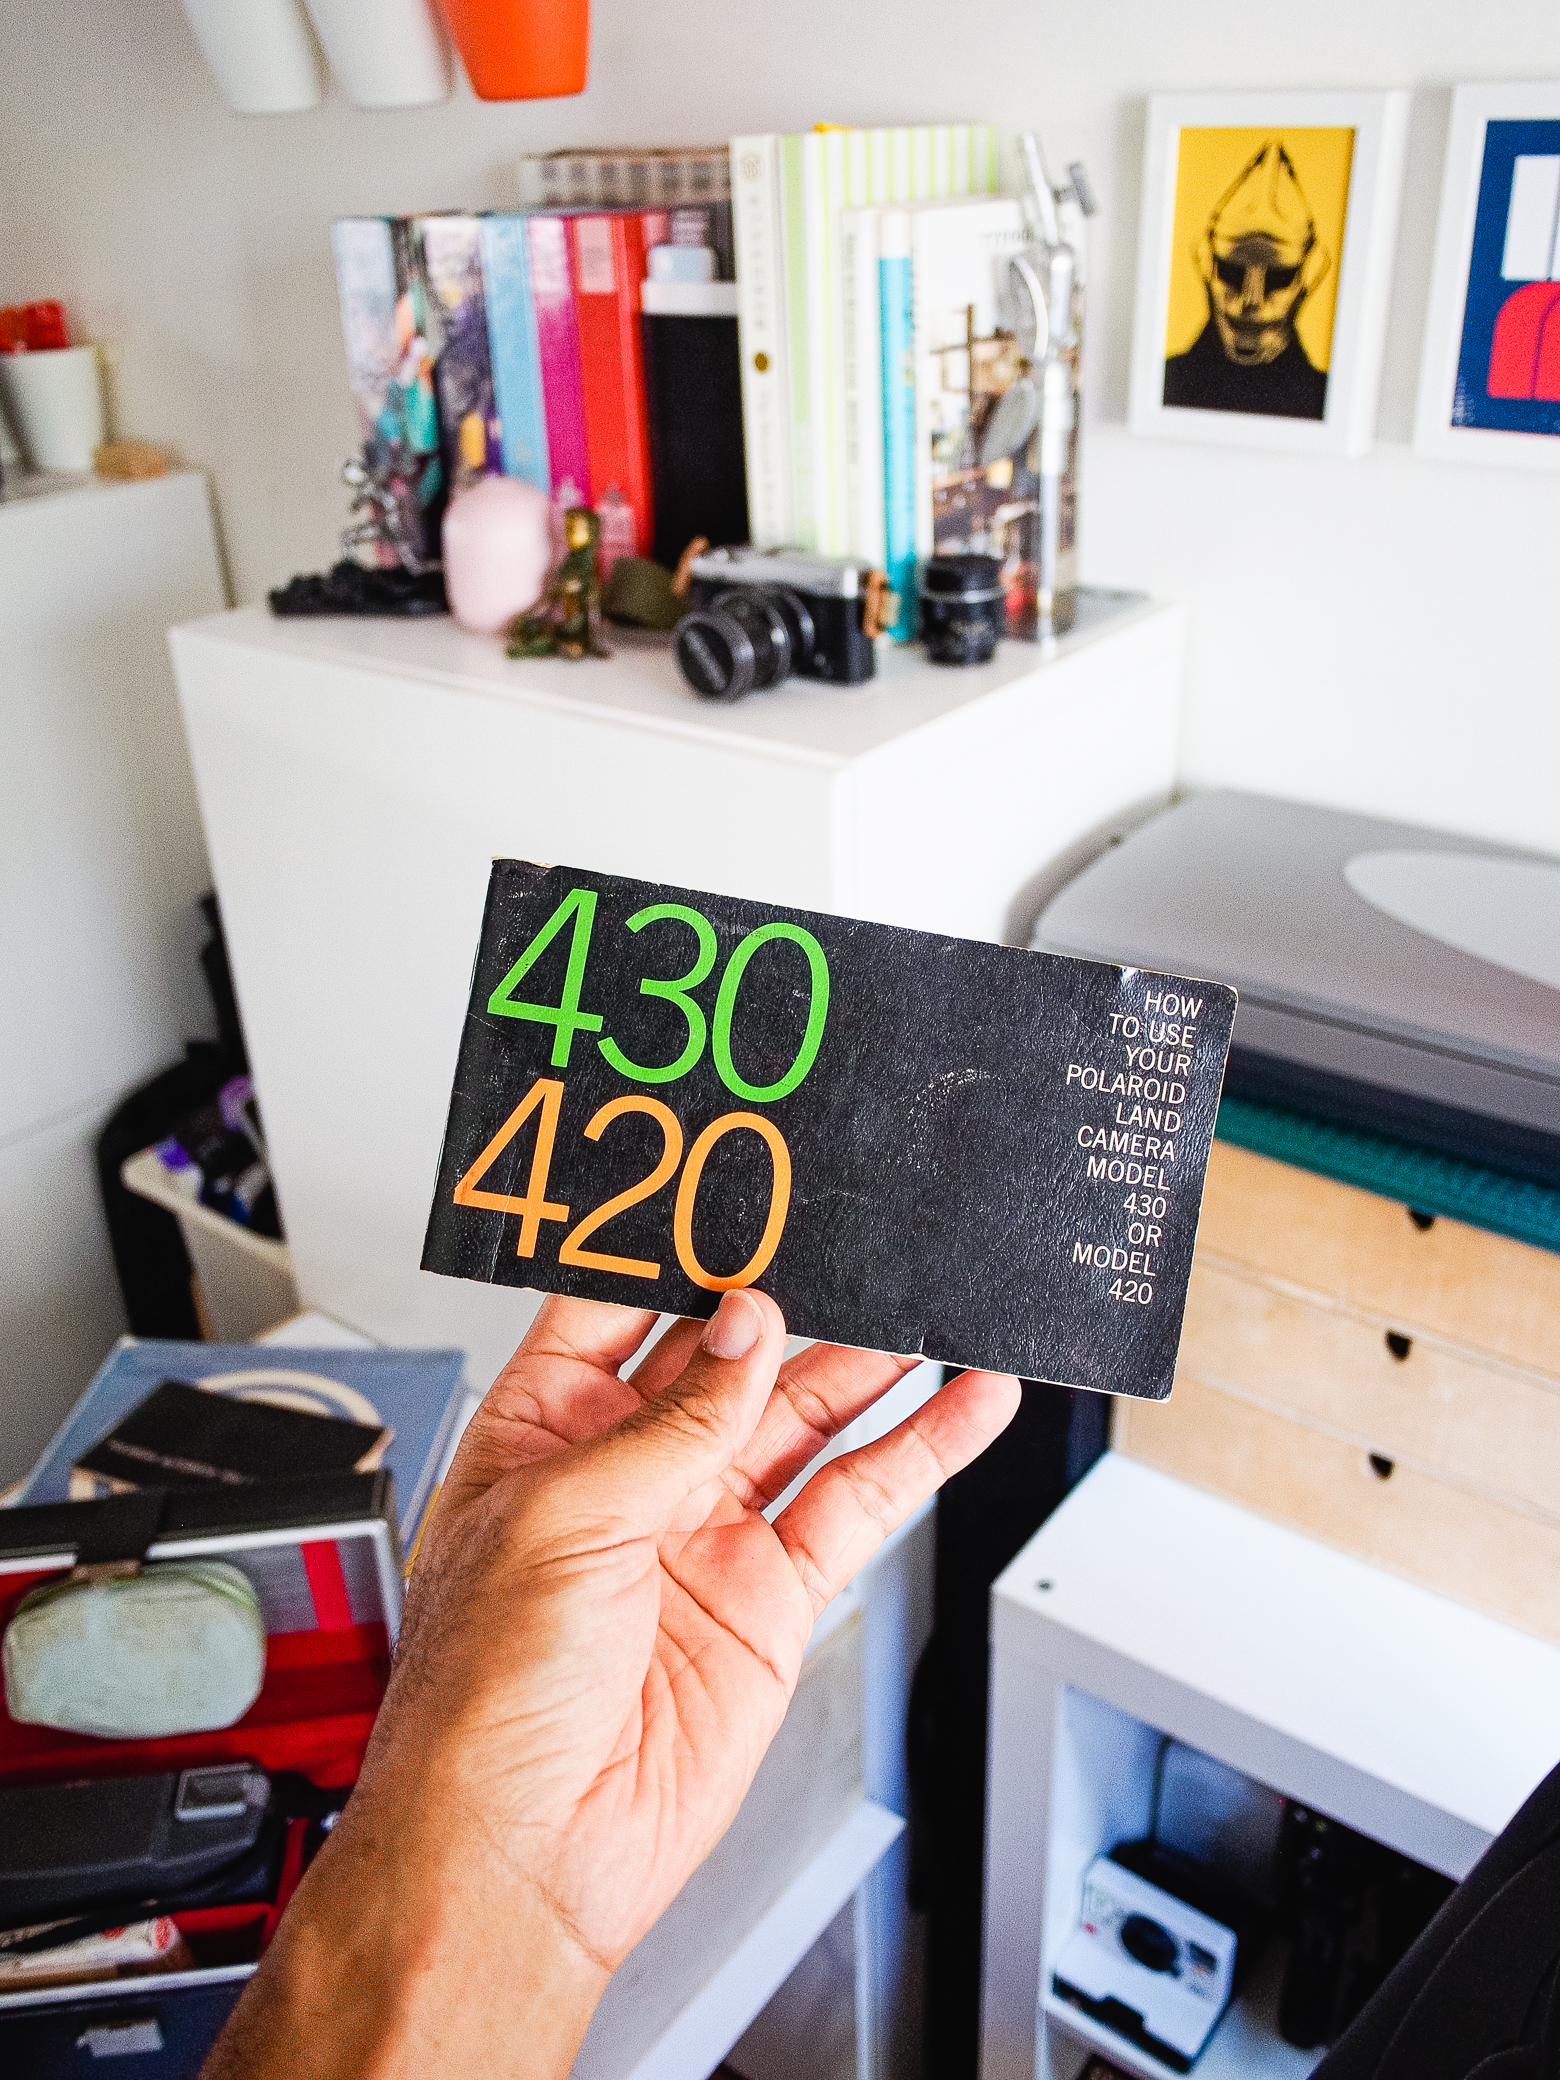 430
420
HOW
TO USE
YOUR
POLAROID
LAND
CAMERA
MODEL
430
OR
MODEL
420